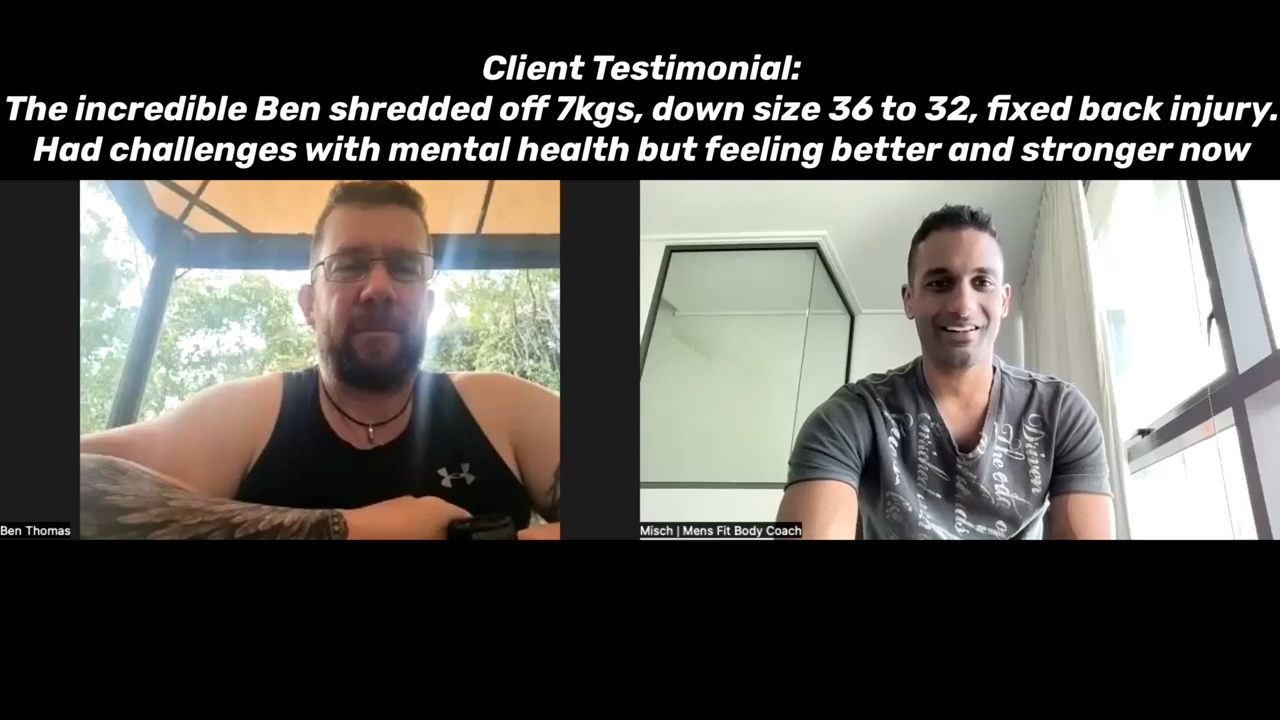 Client Testimonial:
The incredible Ben shredded off 7kgs, down size 36 to 32, fixed back injury.
Had challenges with mental health but feeling better and stronger now
Ben Thomas
Misch | Mens Fit Body Coach
Driven